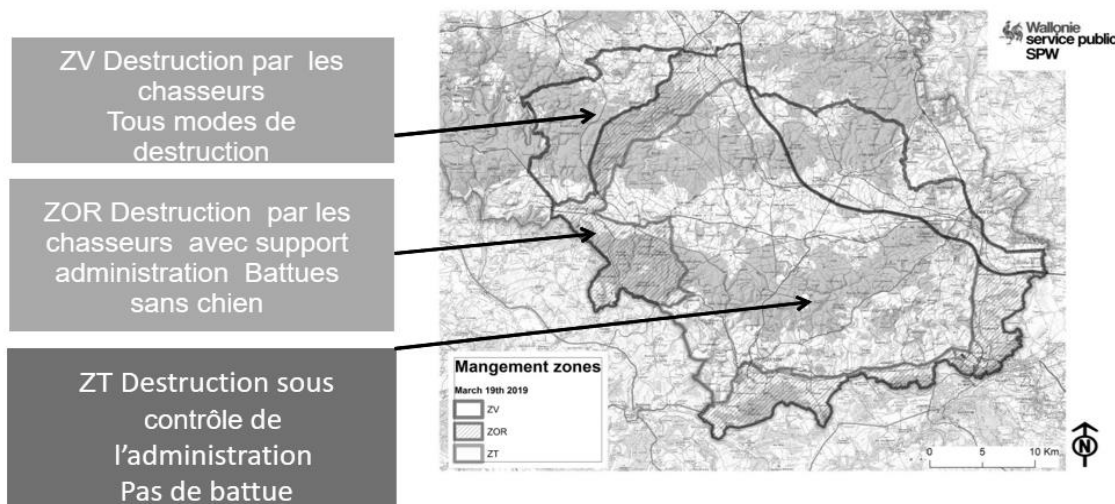 ZV Destruction par les
chasseurs
Tous modes de
destruction
ZOR Destruction par les
chasseurs avec support
administration Battues
sans chien
ZT Destruction sous
contrôle de
l'administration
Pas de battue
Wallonie
service public
SPW
Mangement zones
March 19th 2019
ZV
ZOR
ZT
0 5 10 Km
N